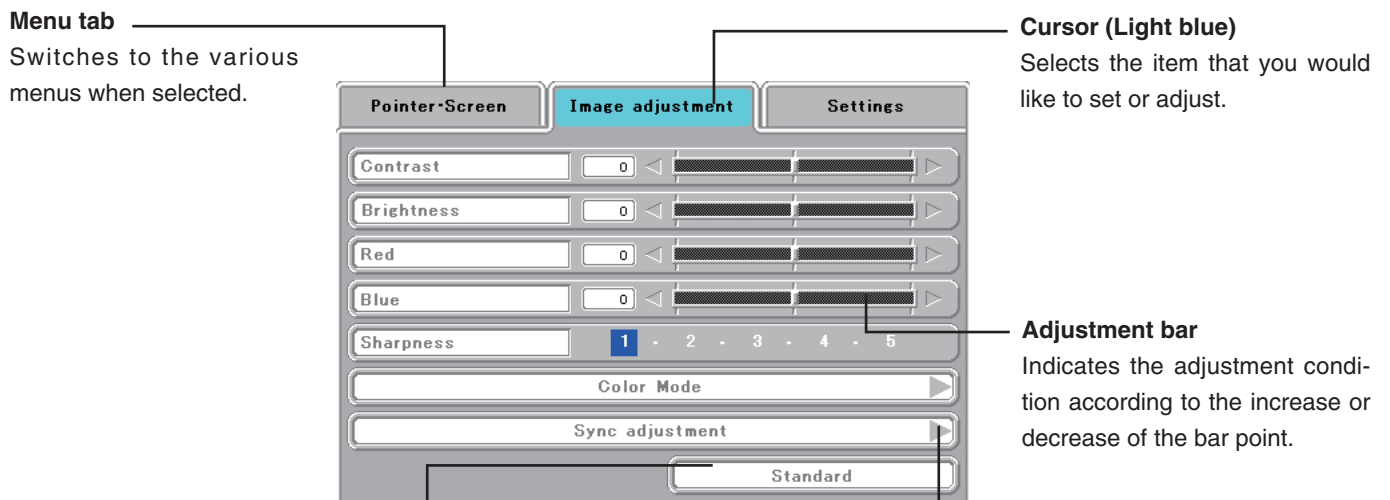 Menu tab
Switches to the various
menus when selected.
Cursor (Light blue)
Selects the item that you would
like to set or adjust.
Pointer·Screen
Image adjustment
Settings
Contrast
0
Brightness
0
Red
0
Blue
0
Sharpness
1 - 2 - 3 - 4 - 5
Color Mode
Sync adjustment
Standard
Adjustment bar
Indicates the adjustment condi-
tion according to the increase or
decrease of the bar point.